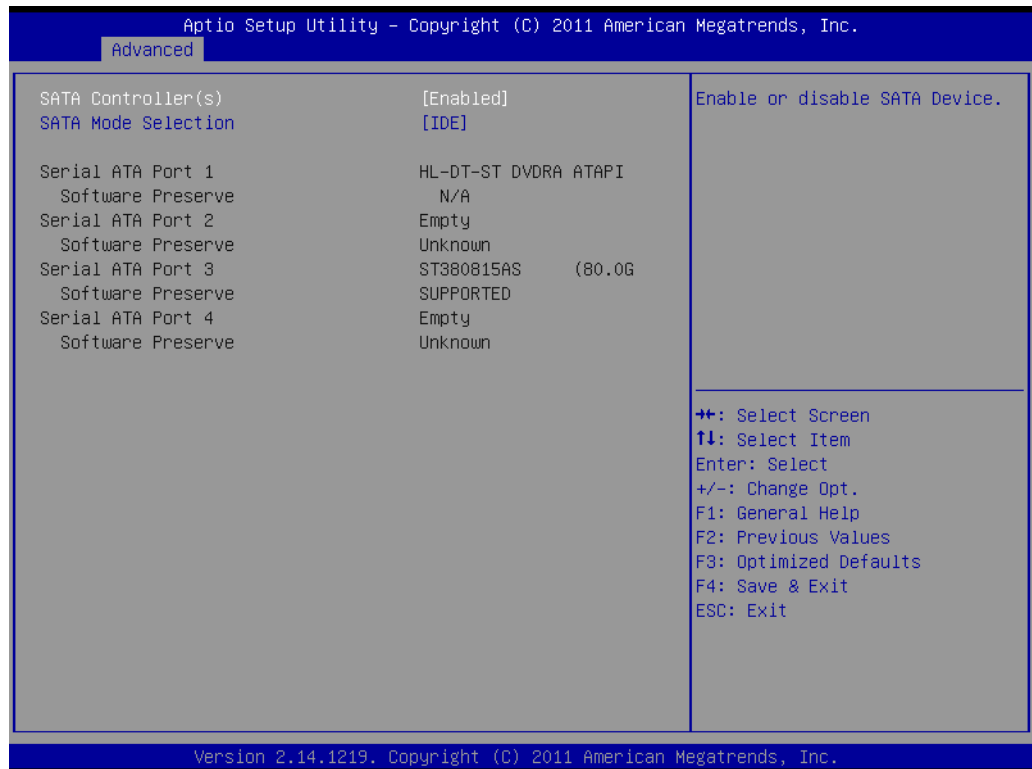 Aptio Setup Utility – Copyright (C) 2011 American Megatrends, Inc.
Advanced
SATA Controller(s) [Enabled]
SATA Mode Selection [IDE]
Serial ATA Port 1 HL-DT-ST DVDRA ATAPI
Software Preserve N/A
Serial ATA Port 2 Empty
Software Preserve Unknown
Serial ATA Port 3 ST380815AS (80.0G
Software Preserve SUPPORTED
Serial ATA Port 4 Empty
Software Preserve Unknown
Enable or disable SATA Device.
→←: Select Screen
↑↓: Select Item
Enter: Select
+/-: Change Opt.
F1: General Help
F2: Previous Values
F3: Optimized Defaults
F4: Save & Exit
ESC: Exit
Version 2.14.1219. Copyright (C) 2011 American Megatrends, Inc.